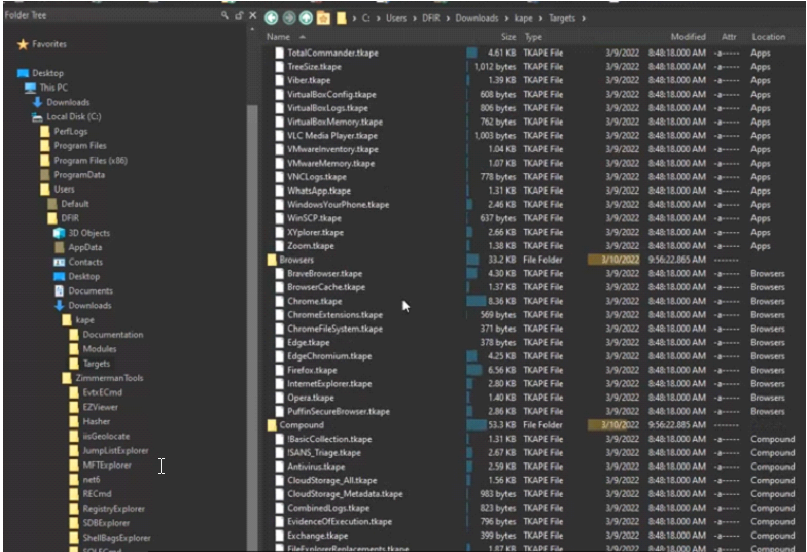 Folder Tree
Favorites
Desktop
This PC
Downloads
Local Disk (C:)
PerfLogs
Program Files
Program Files (x86)
ProgramData
Users
Default
DFIR
3D Objects
AppData
Contacts
Desktop
Documents
Downloads
kape
Documentation
Modules
Targets
ZimmermanTools
EvtxECmd
EZViewer
Hasher
iisGeolocate
JumpListExplorer
MFTExplorer
net6
RECmd
RegistryExplorer
SDBExplorer
ShellBagsExplorer
C: Users DFIR Downloads kape Targets
Name Size Type Modified Attr Location
TotalCommander.tkape 4.61 KB TKAPE File 3/9/2022 8:48:18.000 AM -a----- Apps
TreeSize.tkape 1,012 bytes TKAPE File 3/9/2022 8:48:18.000 AM -a----- Apps
Viber.tkape 1.39 KB TKAPE File 3/9/2022 8:48:18.000 AM -a----- Apps
VirtualBoxConfig.tkape 608 bytes TKAPE File 3/9/2022 8:48:18.000 AM -a----- Apps
VirtualBoxLogs.tkape 806 bytes TKAPE File 3/9/2022 8:48:18.000 AM -a----- Apps
VirtualBoxMemory.tkape 762 bytes TKAPE File 3/9/2022 8:48:18.000 AM -a----- Apps
VLC Media Player.tkape 1,003 bytes TKAPE File 3/9/2022 8:48:18.000 AM -a----- Apps
VMwareInventory.tkape 1.04 KB TKAPE File 3/9/2022 8:48:18.000 AM -a----- Apps
VMwareMemory.tkape 1.07 KB TKAPE File 3/9/2022 8:48:18.000 AM -a----- Apps
VNCLogs.tkape 778 bytes TKAPE File 3/9/2022 8:48:18.000 AM -a----- Apps
WhatsApp.tkape 1.31 KB TKAPE File 3/9/2022 8:48:18.000 AM -a----- Apps
WindowsYourPhone.tkape 2.46 KB TKAPE File 3/9/2022 8:48:18.000 AM -a----- Apps
WinSCP.tkape 637 bytes TKAPE File 3/9/2022 8:48:18.000 AM -a----- Apps
XYplorer.tkape 2.66 KB TKAPE File 3/9/2022 8:48:18.000 AM -a----- Apps
Zoom.tkape 1.38 KB TKAPE File 3/9/2022 8:48:18.000 AM -a----- Apps
Browsers 33.2 KB File Folder 3/10/2022 9:56:22.865 AM -------
BraveBrowser.tkape 4.30 KB TKAPE File 3/9/2022 8:48:18.000 AM -a----- Browsers
BrowserCache.tkape 1.37 KB TKAPE File 3/9/2022 8:48:18.000 AM -a----- Browsers
Chrome.tkape 8.36 KB TKAPE File 3/9/2022 8:48:18.000 AM -a----- Browsers
ChromeExtensions.tkape 569 bytes TKAPE File 3/9/2022 8:48:18.000 AM -a----- Browsers
ChromeFileSystem.tkape 371 bytes TKAPE File 3/9/2022 8:48:18.000 AM -a----- Browsers
Edge.tkape 378 bytes TKAPE File 3/9/2022 8:48:18.000 AM -a----- Browsers
EdgeChromium.tkape 4.25 KB TKAPE File 3/9/2022 8:48:18.000 AM -a----- Browsers
Firefox.tkape 6.56 KB TKAPE File 3/9/2022 8:48:18.000 AM -a----- Browsers
InternetExplorer.tkape 2.80 KB TKAPE File 3/9/2022 8:48:18.000 AM -a----- Browsers
Opera.tkape 1.40 KB TKAPE File 3/9/2022 8:48:18.000 AM -a----- Browsers
PuffinSecureBrowser.tkape 2.86 KB TKAPE File 3/9/2022 8:48:18.000 AM -a----- Browsers
Compound 53.3 KB File Folder 3/10/2022 9:56:22.885 AM -------
!BasicCollection.tkape 1.31 KB TKAPE File 3/9/2022 8:48:18.000 AM -a----- Compound
!SANS_Triage.tkape 2.67 KB TKAPE File 3/9/2022 8:48:18.000 AM -a----- Compound
Antivirus.tkape 2.59 KB TKAPE File 3/9/2022 8:48:18.000 AM -a----- Compound
CloudStorage_All.tkape 1.56 KB TKAPE File 3/9/2022 8:48:18.000 AM -a----- Compound
CloudStorage_Metadata.tkape 983 bytes TKAPE File 3/9/2022 8:48:18.000 AM -a----- Compound
CombinedLogs.tkape 823 bytes TKAPE File 3/9/2022 8:48:18.000 AM -a----- Compound
EvidenceOfExecution.tkape 796 bytes TKAPE File 3/9/2022 8:48:18.000 AM -a----- Compound
Exchange.tkape 399 bytes TKAPE File 3/9/2022 8:48:18.000 AM -a----- Compound
FileExplorerReplacements.tkape 1.87 KB TKAPE File 3/9/2022 8:48:18.000 AM -a----- Compound